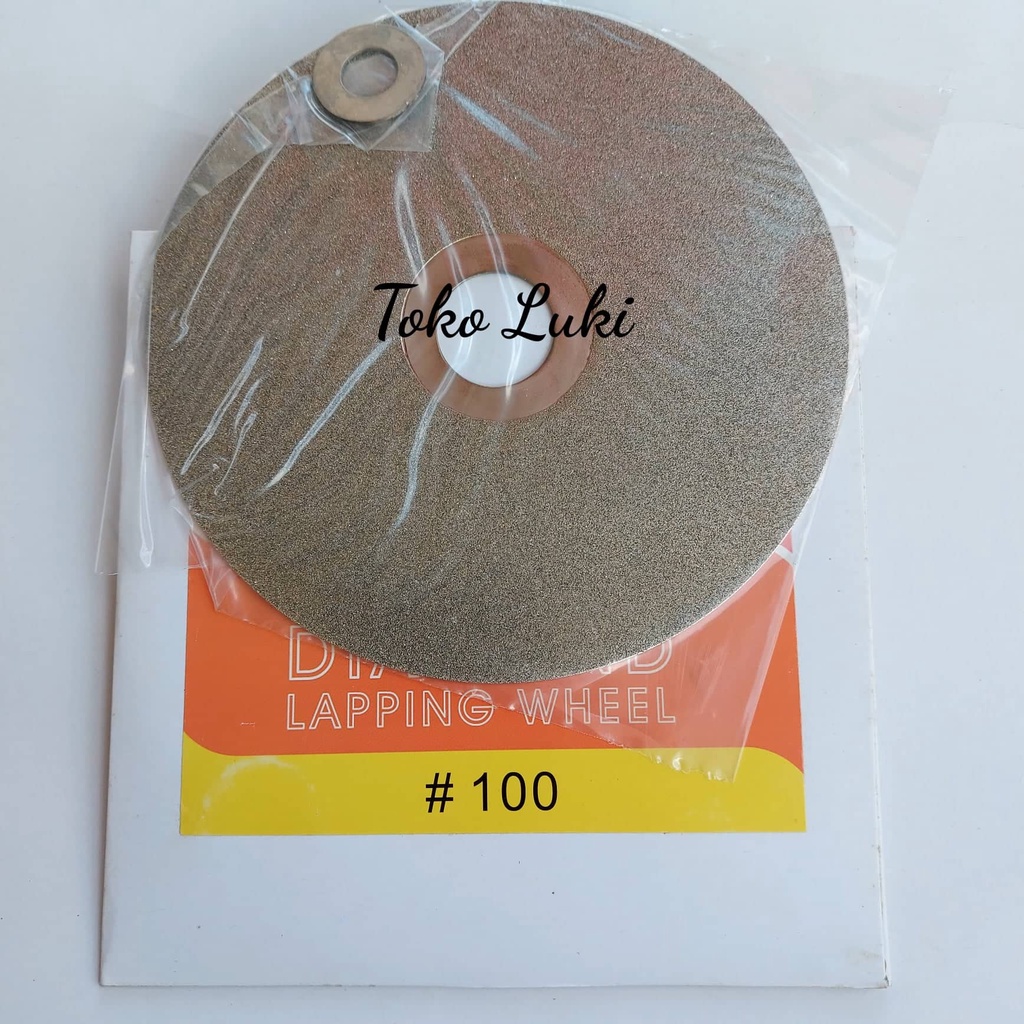 Toko Luki
LAPPING WHEEL
# 100